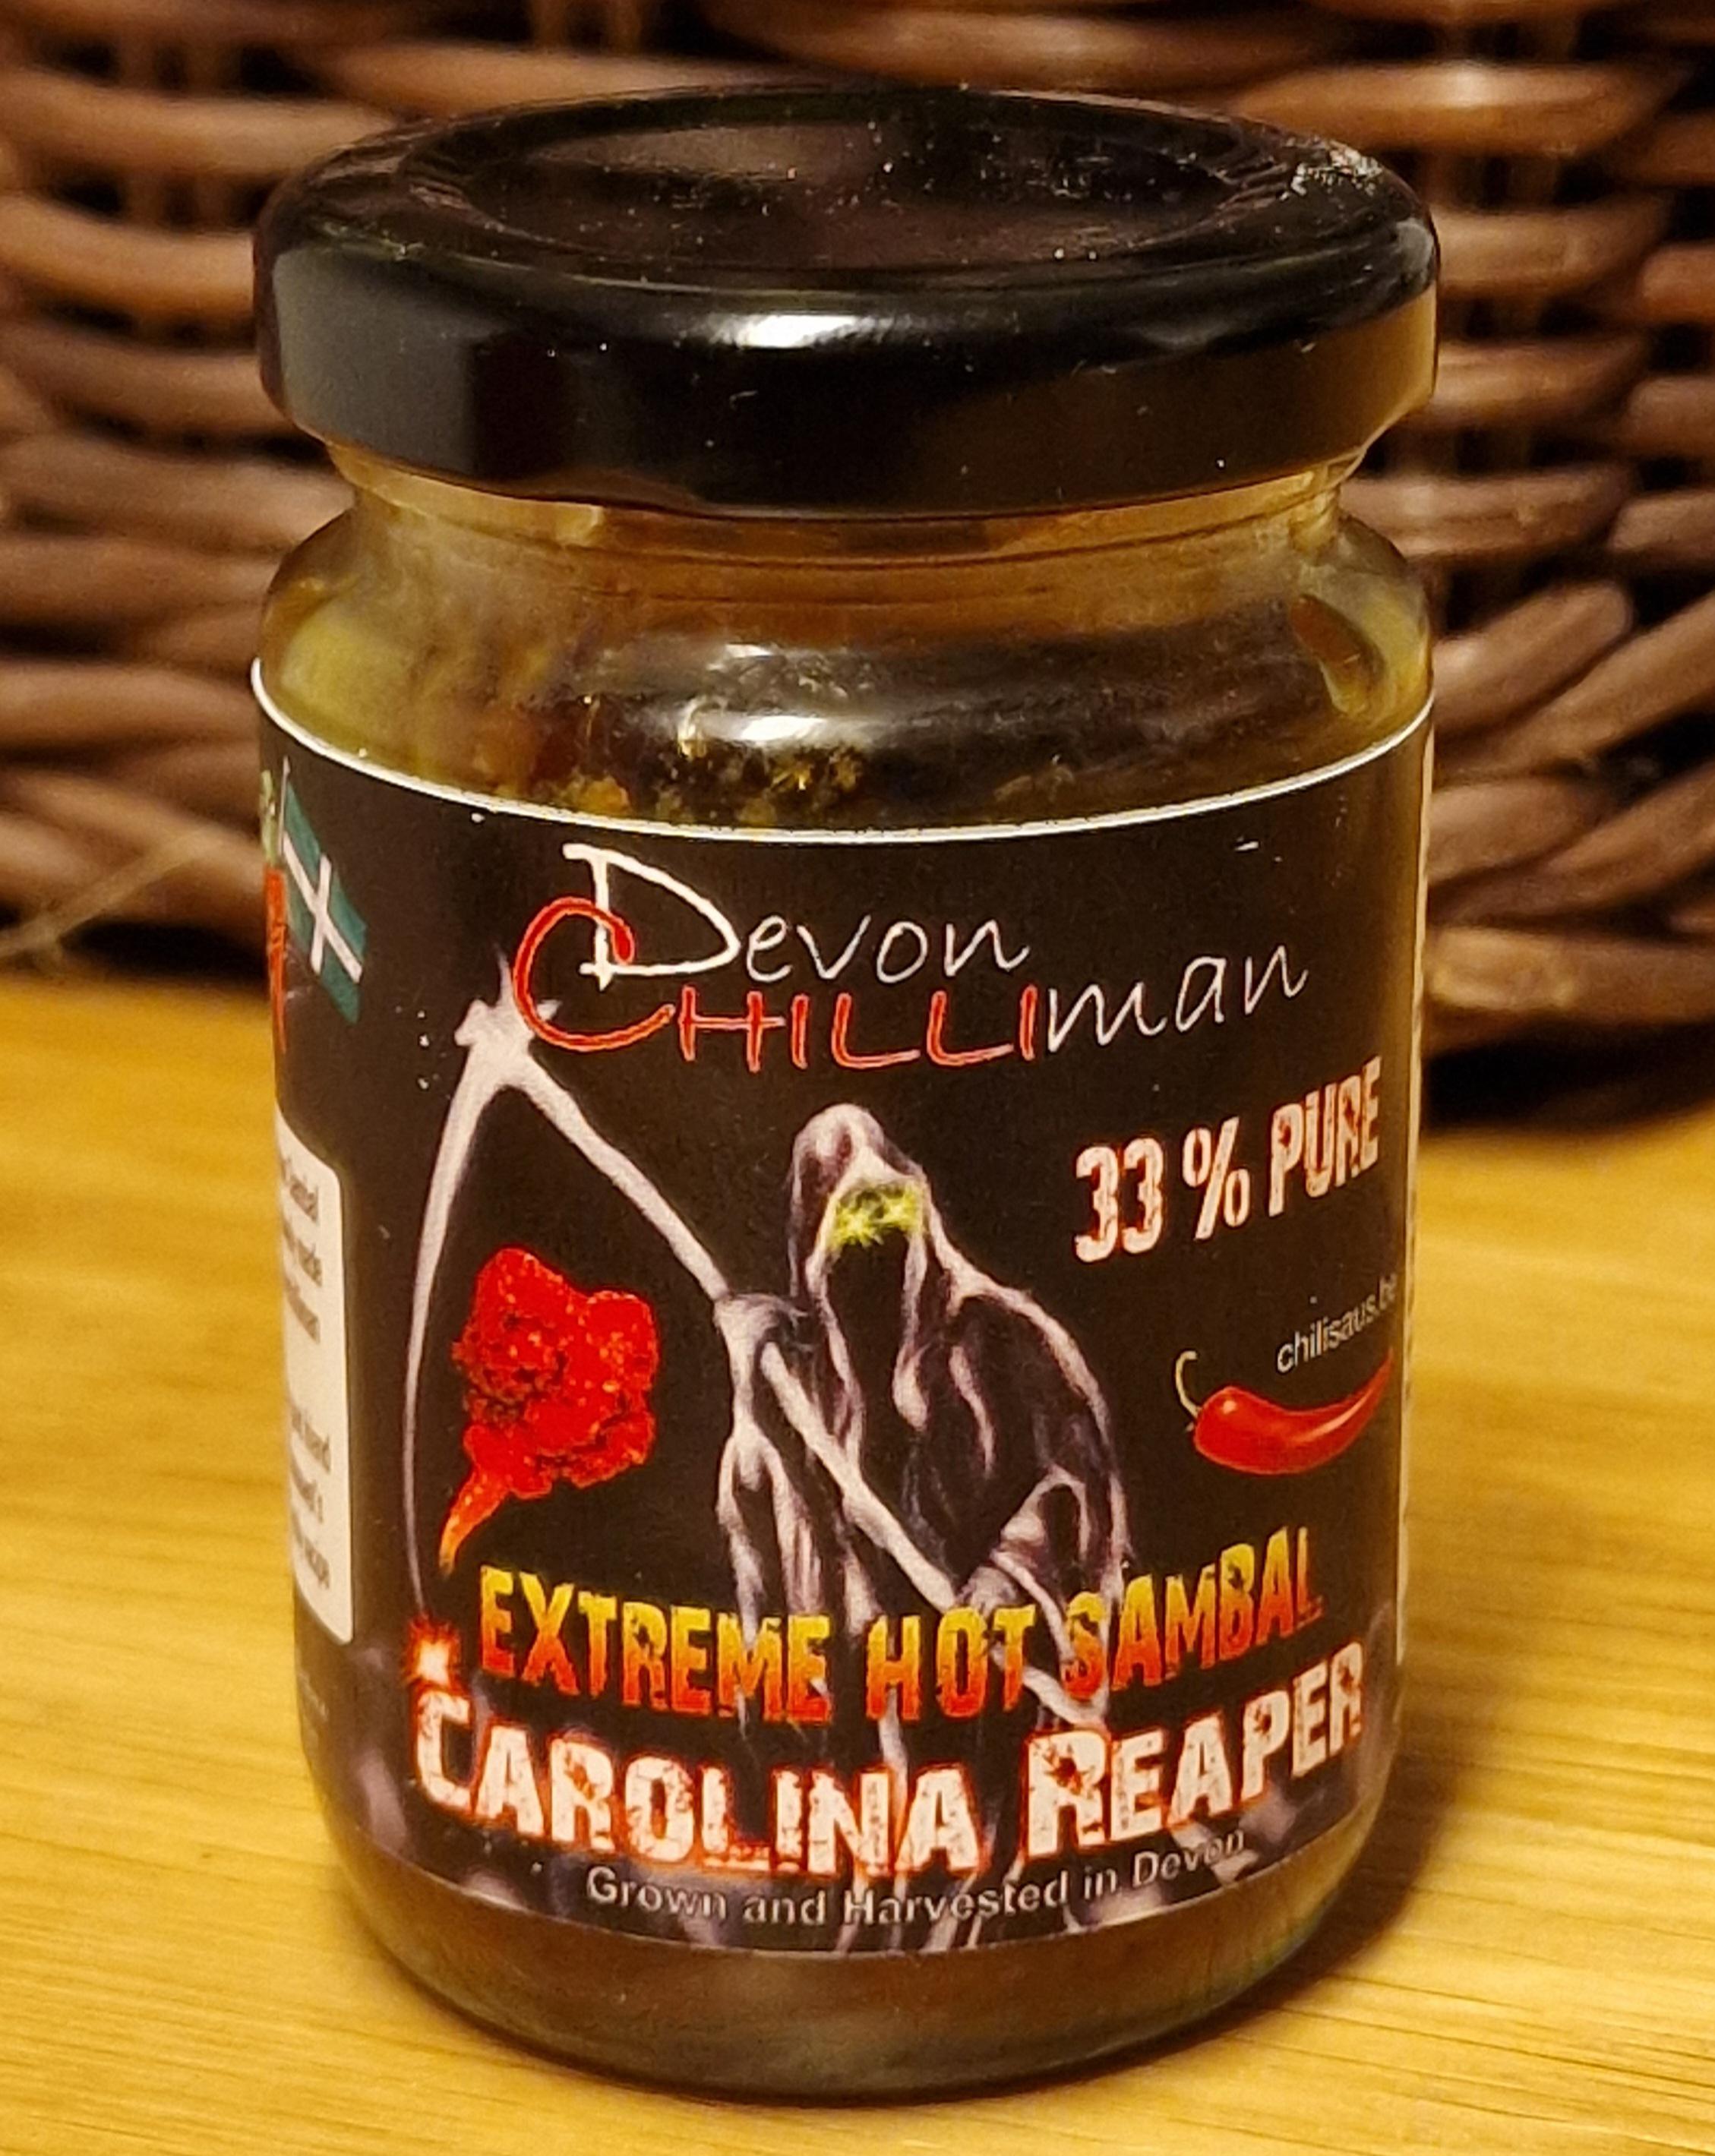 Devon
CHILLIman
33 % PURE
chilisaus.be
EXTREME HOT SAMBAL
CAROLINA REAPER
Grown and Harvested in Devon